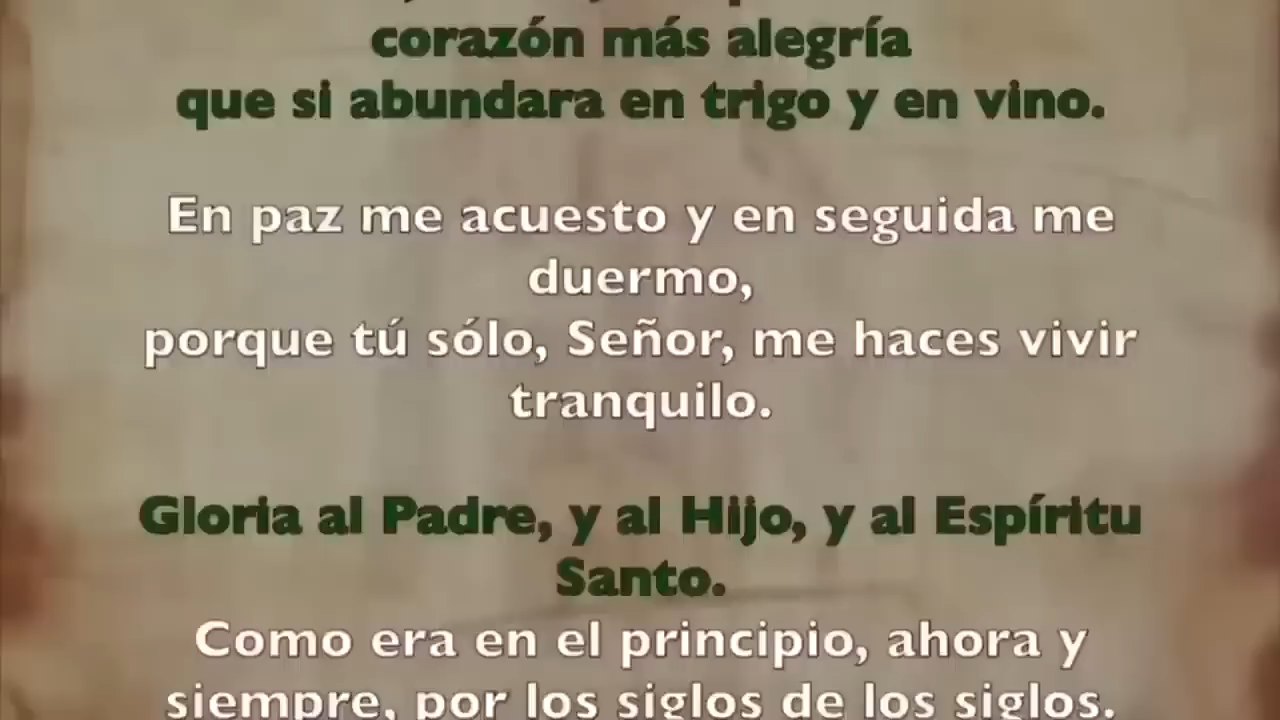 corazón más alegría
que si abundara en trigo y en vino.
En paz me acuesto y en seguida me
duermo,
porque tú sólo, Señor, me haces vivir
tranquilo.
Gloria al Padre, y al Hijo, y al Espíritu
Santo.
Como era en el principio, ahora y
siempre, por los siglos de los siglos.